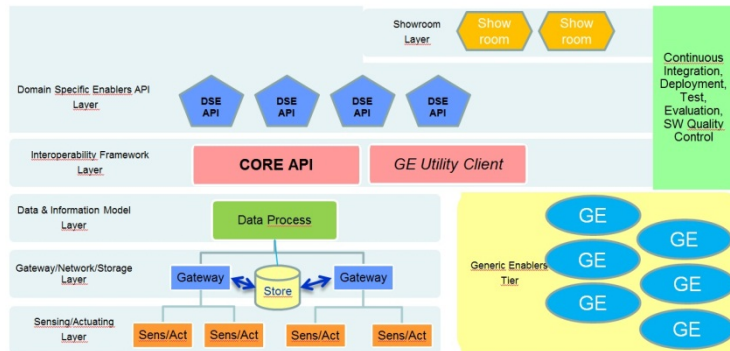 Showroom
Layer
Show
room
Show
room
Continuous
Integration,
Deployment,
Test,
Evaluation,
SW Quality
Control
Domain Specific Enablers API
Layer
DSE
API
DSE
API
DSE
API
DSE
API
Interoperability Framework
Layer
CORE API
GE Utility Client
Data & Information Model
Layer
Data Process
Gateway/Network/Storage
Layer
Gateway
Store
Gateway
Sensing/Actuating
Layer
Sens/Act
Sens/Act
Sens/Act
Sens/Act
Generic Enablers
Tier
GE
GE
GE
GE
GE
GE